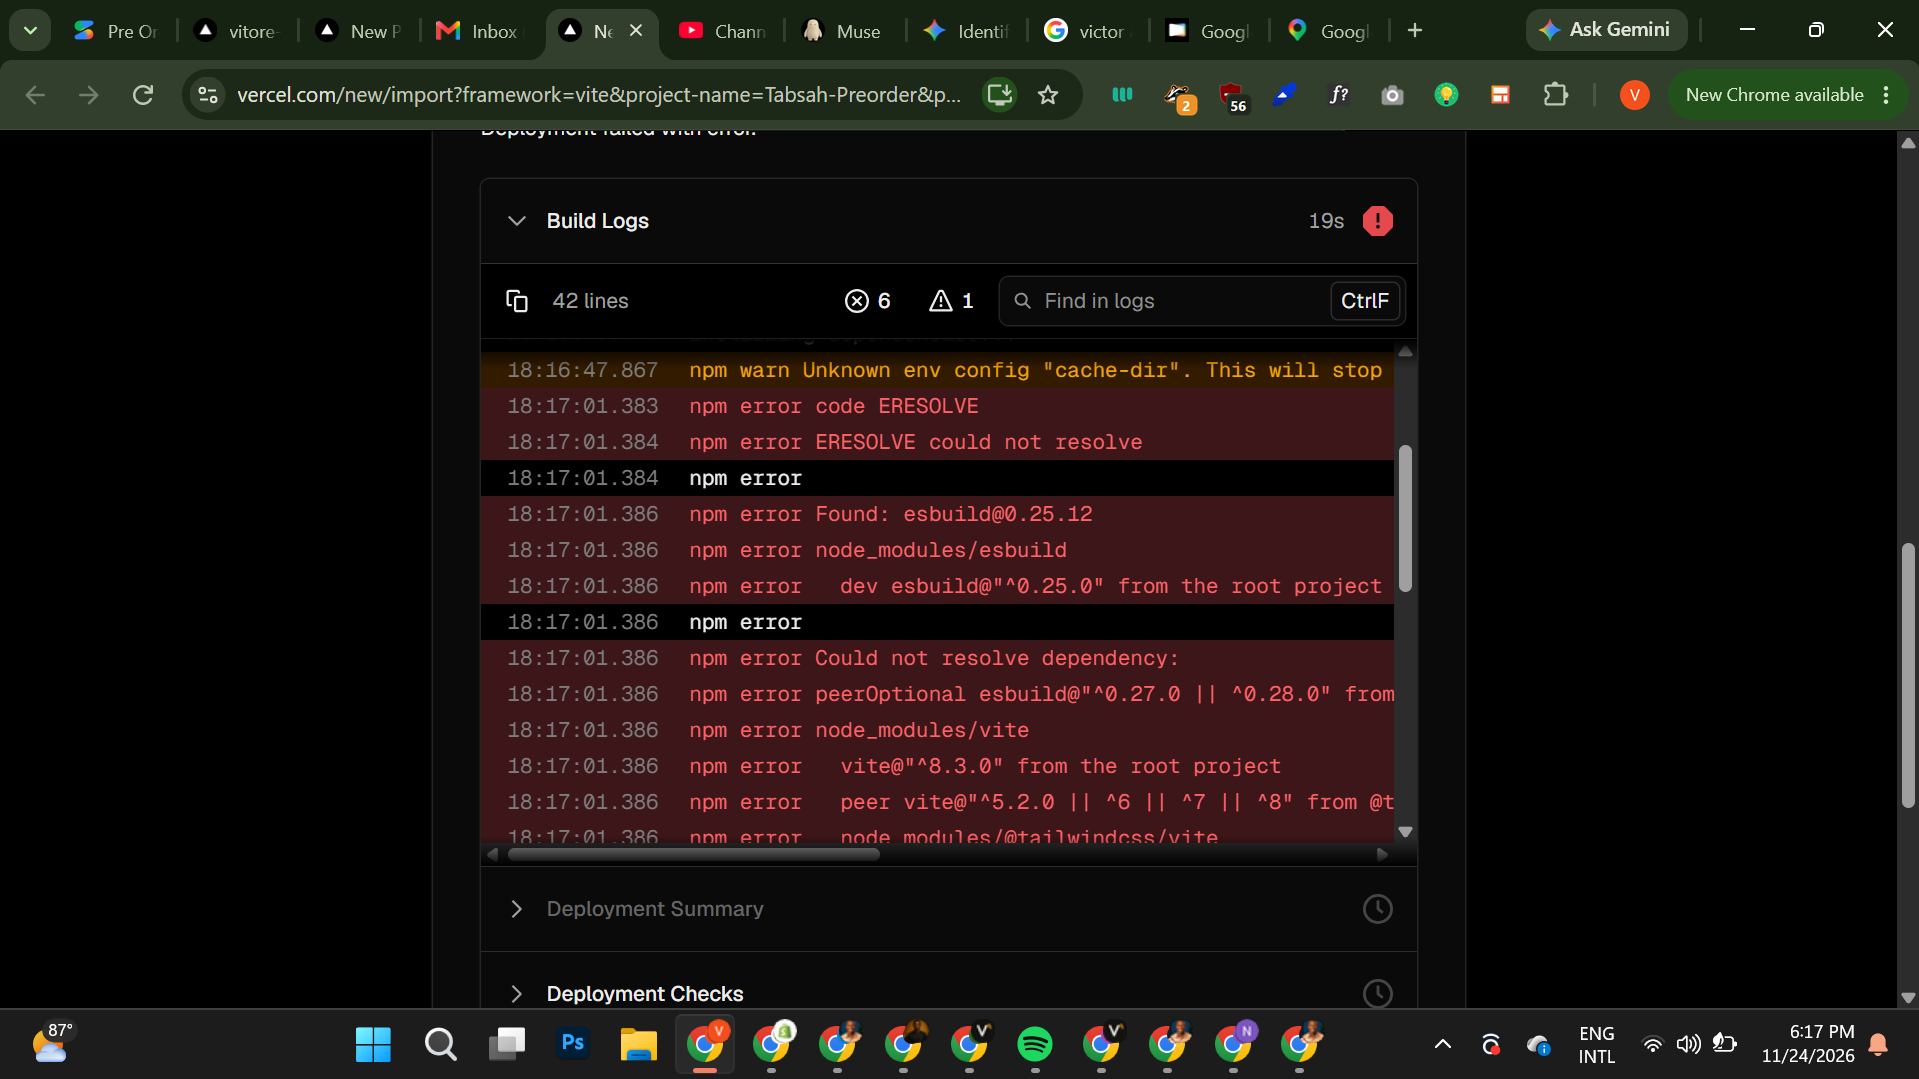 Pre Or
vitore-
New P
Inbox
Ne
Chann
Muse
Identif
victor
Googl
Googl
Ask Gemini
vercel.com/new/import?framework=vite&project-name=Tabsah-Preorder&p...
2
56
f?
V
New Chrome available
Deployment failed with error.
Build Logs
19s
42 lines
6
1
Find in logs
CtrlF
18:16:47.867 npm warn Unknown env config "cache-dir". This will stop
18:17:01.383 npm error code ERESOLVE
18:17:01.384 npm error ERESOLVE could not resolve
18:17:01.384 npm error
18:17:01.386 npm error Found: esbuild@0.25.12
18:17:01.386 npm error node_modules/esbuild
18:17:01.386 npm error   dev esbuild@"^0.25.0" from the root project
18:17:01.386 npm error
18:17:01.386 npm error Could not resolve dependency:
18:17:01.386 npm error peerOptional esbuild@"^0.27.0 || ^0.28.0" from
18:17:01.386 npm error node_modules/vite
18:17:01.386 npm error   vite@"^8.3.0" from the root project
18:17:01.386 npm error   peer vite@"^5.2.0 || ^6 || ^7 || ^8" from @t
18:17:01.386 npm error   node_modules/@tailwindcss/vite
Deployment Summary
Deployment Checks
87°
Ps
V
V
V
N
ENG
INTL
6:17 PM
11/24/2026